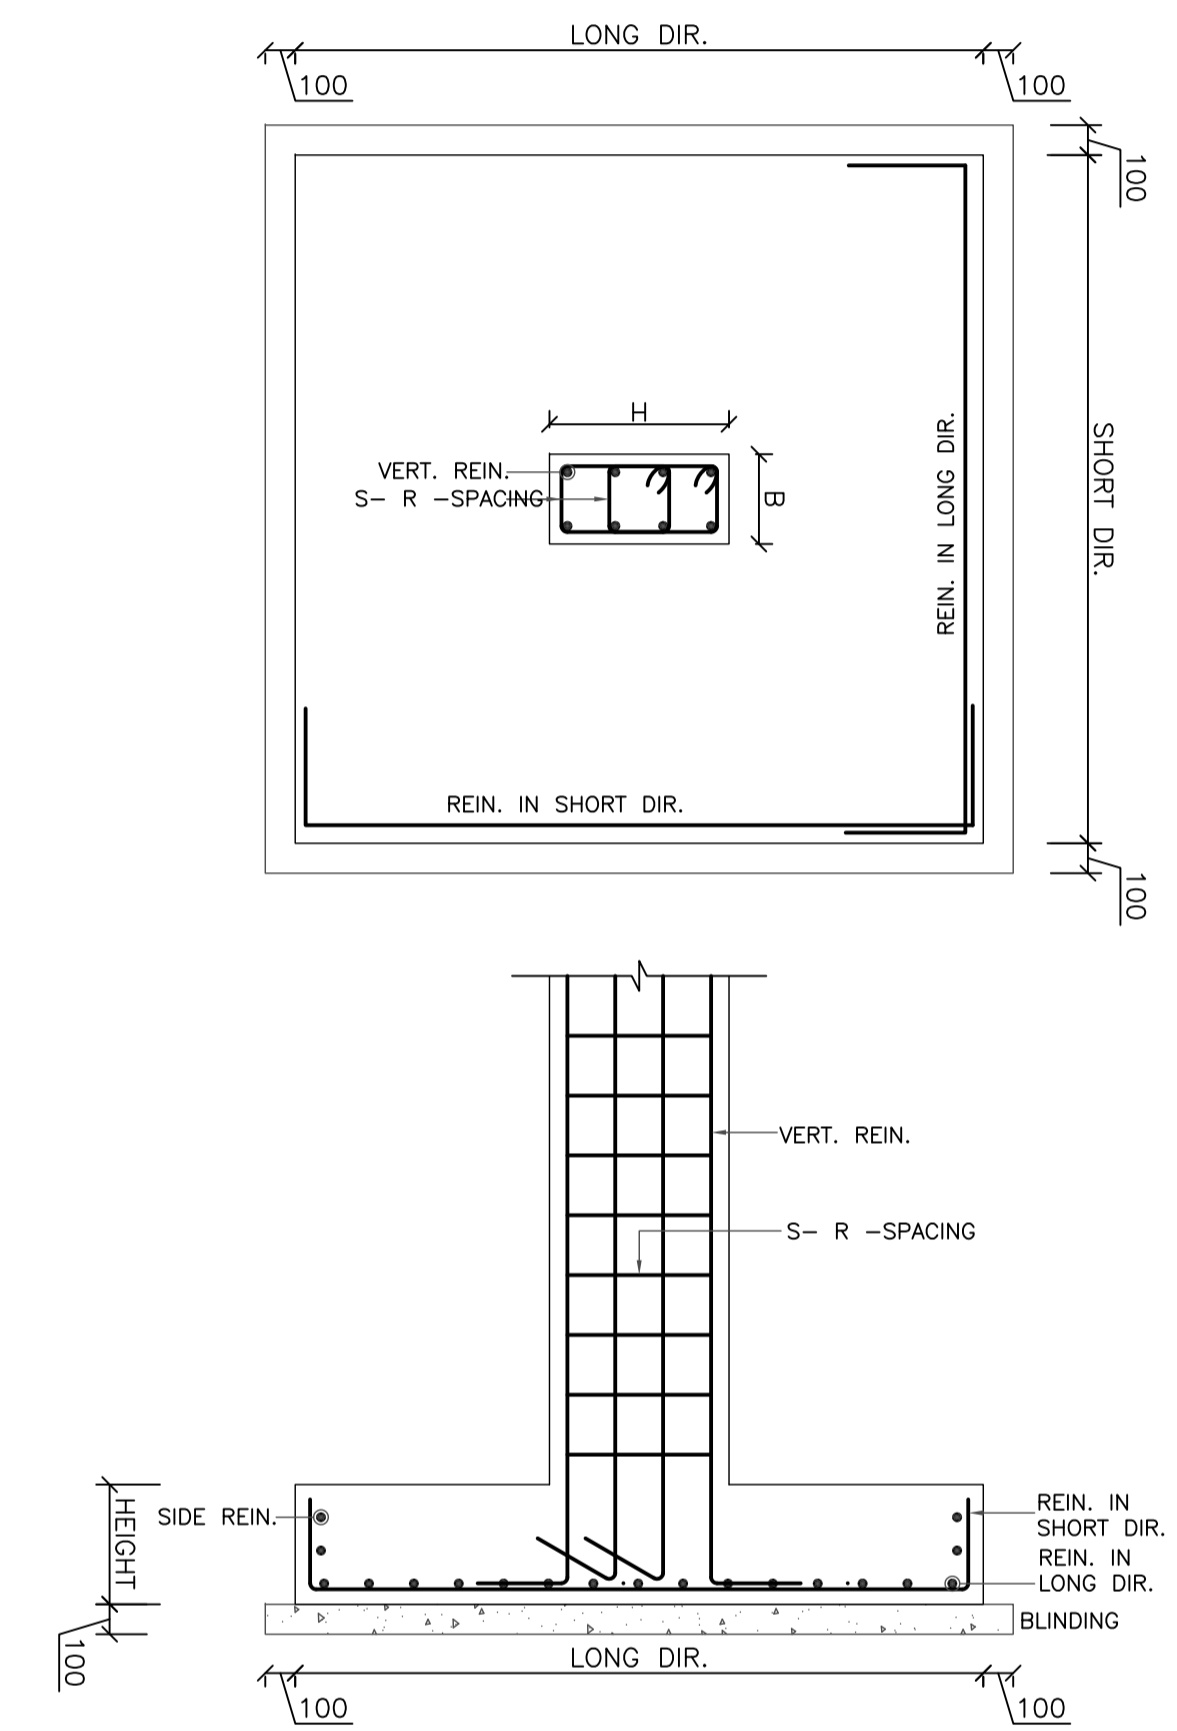 LONG DIR.
100
100
100
SHORT DIR.
H
B
VERT. REIN.
S- R -SPACING
REIN. IN LONG DIR.
REIN. IN SHORT DIR.
100
VERT. REIN.
S- R -SPACING
HEIGHT
SIDE REIN.
REIN. IN
SHORT DIR.
REIN. IN
LONG DIR.
BLINDING
100
LONG DIR.
100
100